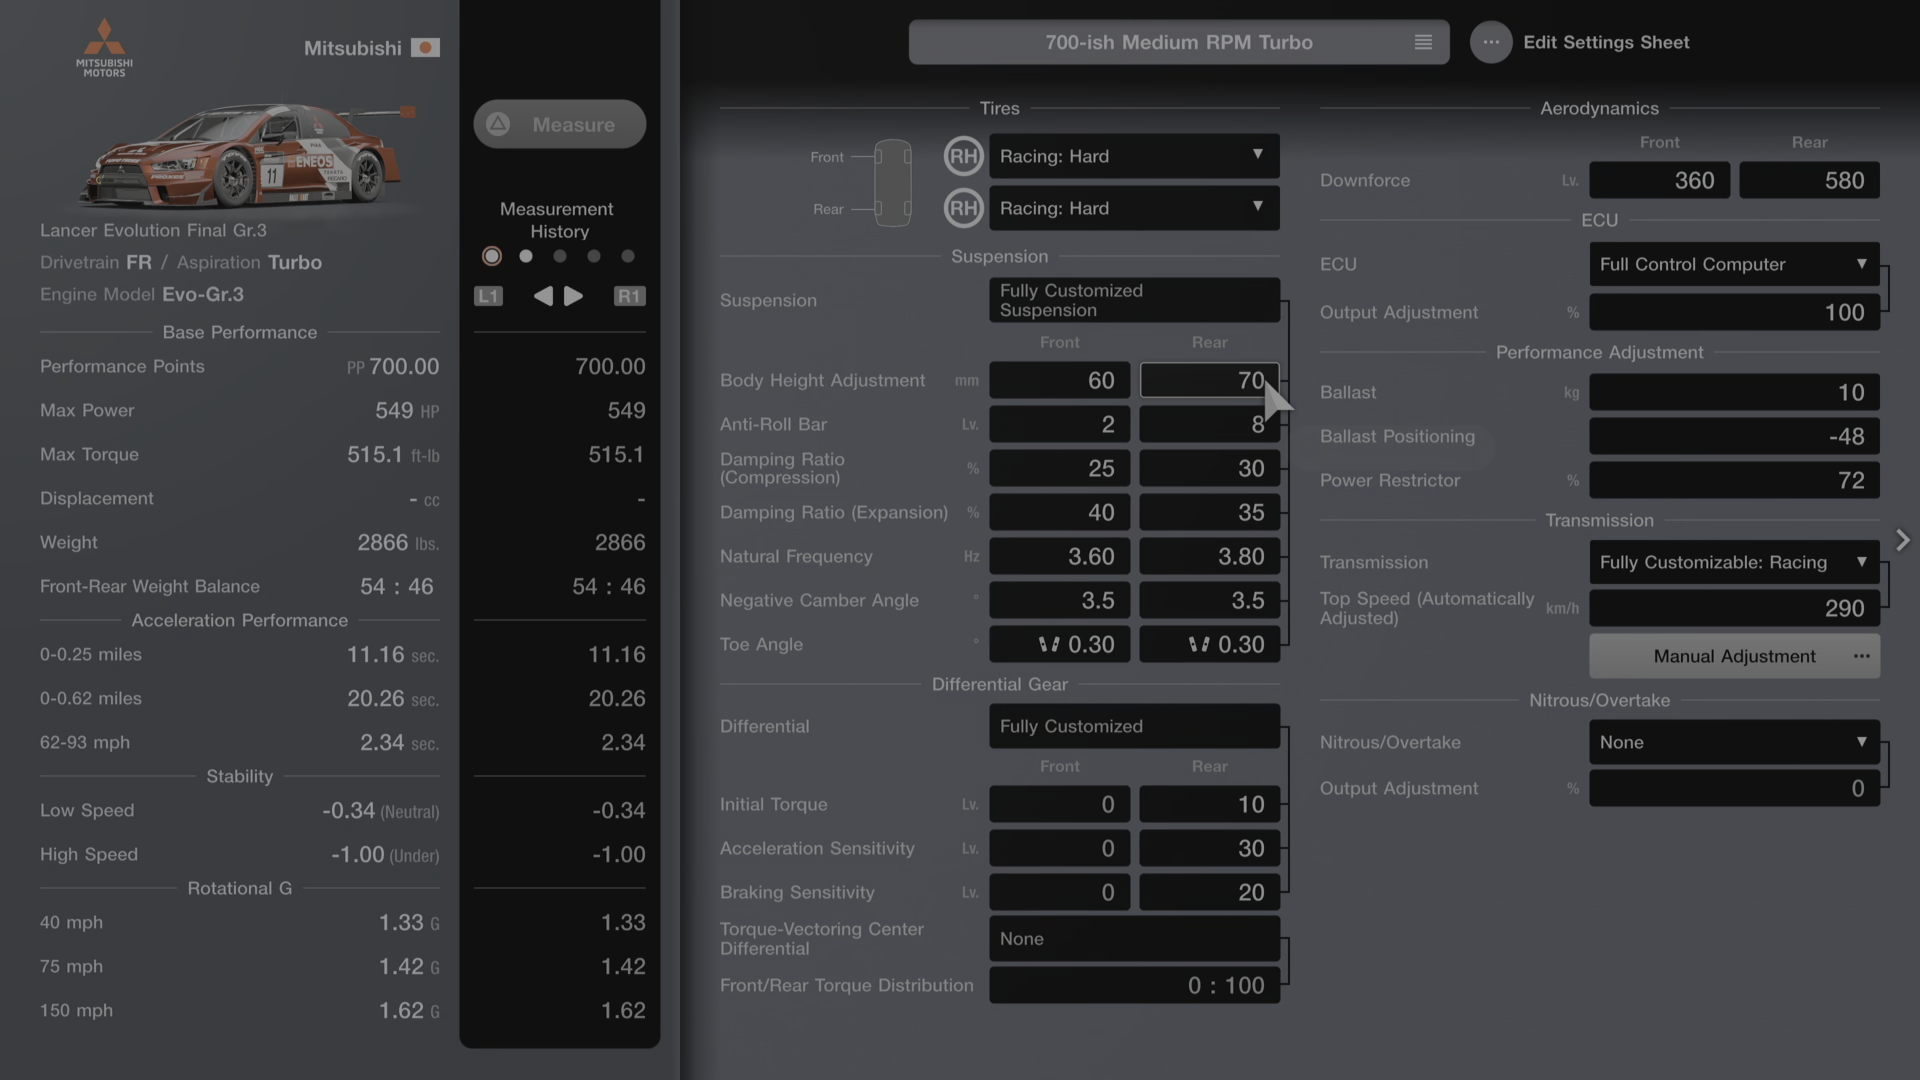 MITSUBISHI
MOTORS
Mitsubishi
11
ENEOS
Lancer Evolution Final Gr.3
Drivetrain FR / Aspiration Turbo
Engine Model Evo-Gr.3
Base Performance
Performance Points PP 700.00
Max Power 549 HP
Max Torque 515.1 ft-lb
Displacement - cc
Weight 2866 lbs.
Front-Rear Weight Balance 54 : 46
Acceleration Performance
0-0.25 miles 11.16 sec.
0-0.62 miles 20.26 sec.
62-93 mph 2.34 sec.
Stability
Low Speed -0.34 (Neutral)
High Speed -1.00 (Under)
Rotational G
40 mph 1.33 G
75 mph 1.42 G
150 mph 1.62 G
Measure
Measurement
History
L1 R1
700.00
549
515.1
-
2866
54 : 46
11.16
20.26
2.34
-0.34
-1.00
1.33
1.42
1.62
700-ish Medium RPM Turbo
Edit Settings Sheet
Tires
Front RH Racing: Hard
Rear RH Racing: Hard
Suspension
Suspension Fully Customized
Suspension
Front Rear
Body Height Adjustment mm 60 70
Anti-Roll Bar Lv. 2 8
Damping Ratio
(Compression) % 25 30
Damping Ratio (Expansion) % 40 35
Natural Frequency Hz 3.60 3.80
Negative Camber Angle ° 3.5 3.5
Toe Angle ° 0.30 0.30
Differential Gear
Differential Fully Customized
Front Rear
Initial Torque Lv. 0 10
Acceleration Sensitivity Lv. 0 30
Braking Sensitivity Lv. 0 20
Torque-Vectoring Center
Differential None
Front/Rear Torque Distribution 0 : 100
Aerodynamics
Front Rear
Downforce Lv. 360 580
ECU
ECU Full Control Computer
Output Adjustment % 100
Performance Adjustment
Ballast kg 10
Ballast Positioning -48
Power Restrictor % 72
Transmission
Transmission Fully Customizable: Racing
Top Speed (Automatically
Adjusted) km/h 290
Manual Adjustment
Nitrous/Overtake
Nitrous/Overtake None
Output Adjustment % 0